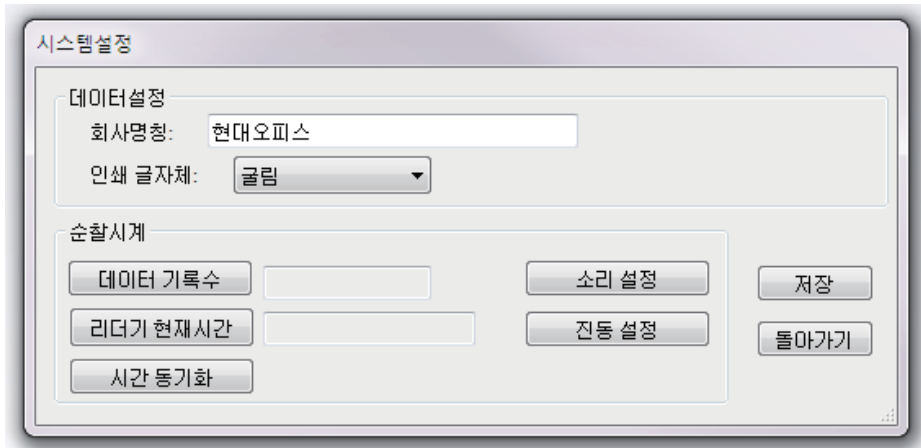 시스템설정
데이터설정
회사명칭: 현대오피스
인쇄 글자체: 굴림
순찰시계
데이터 기록수 소리 설정 저장
리더기 현재시간 진동 설정 돌아가기
시간 동기화